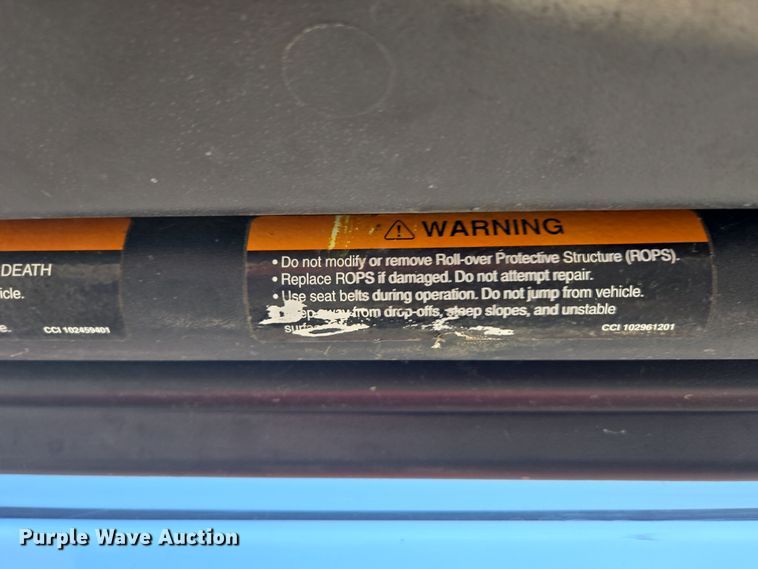 DEATH
icle.
e.
CCI 102459401
WARNING
• Do not modify or remove Roll-over Protective Structure (ROPS).
• Replace ROPS if damaged. Do not attempt repair.
• Use seat belts during operation. Do not jump from vehicle.
away from drop-offs, steep slopes, and unstable
CCI 102961201
Purple Wave Auction